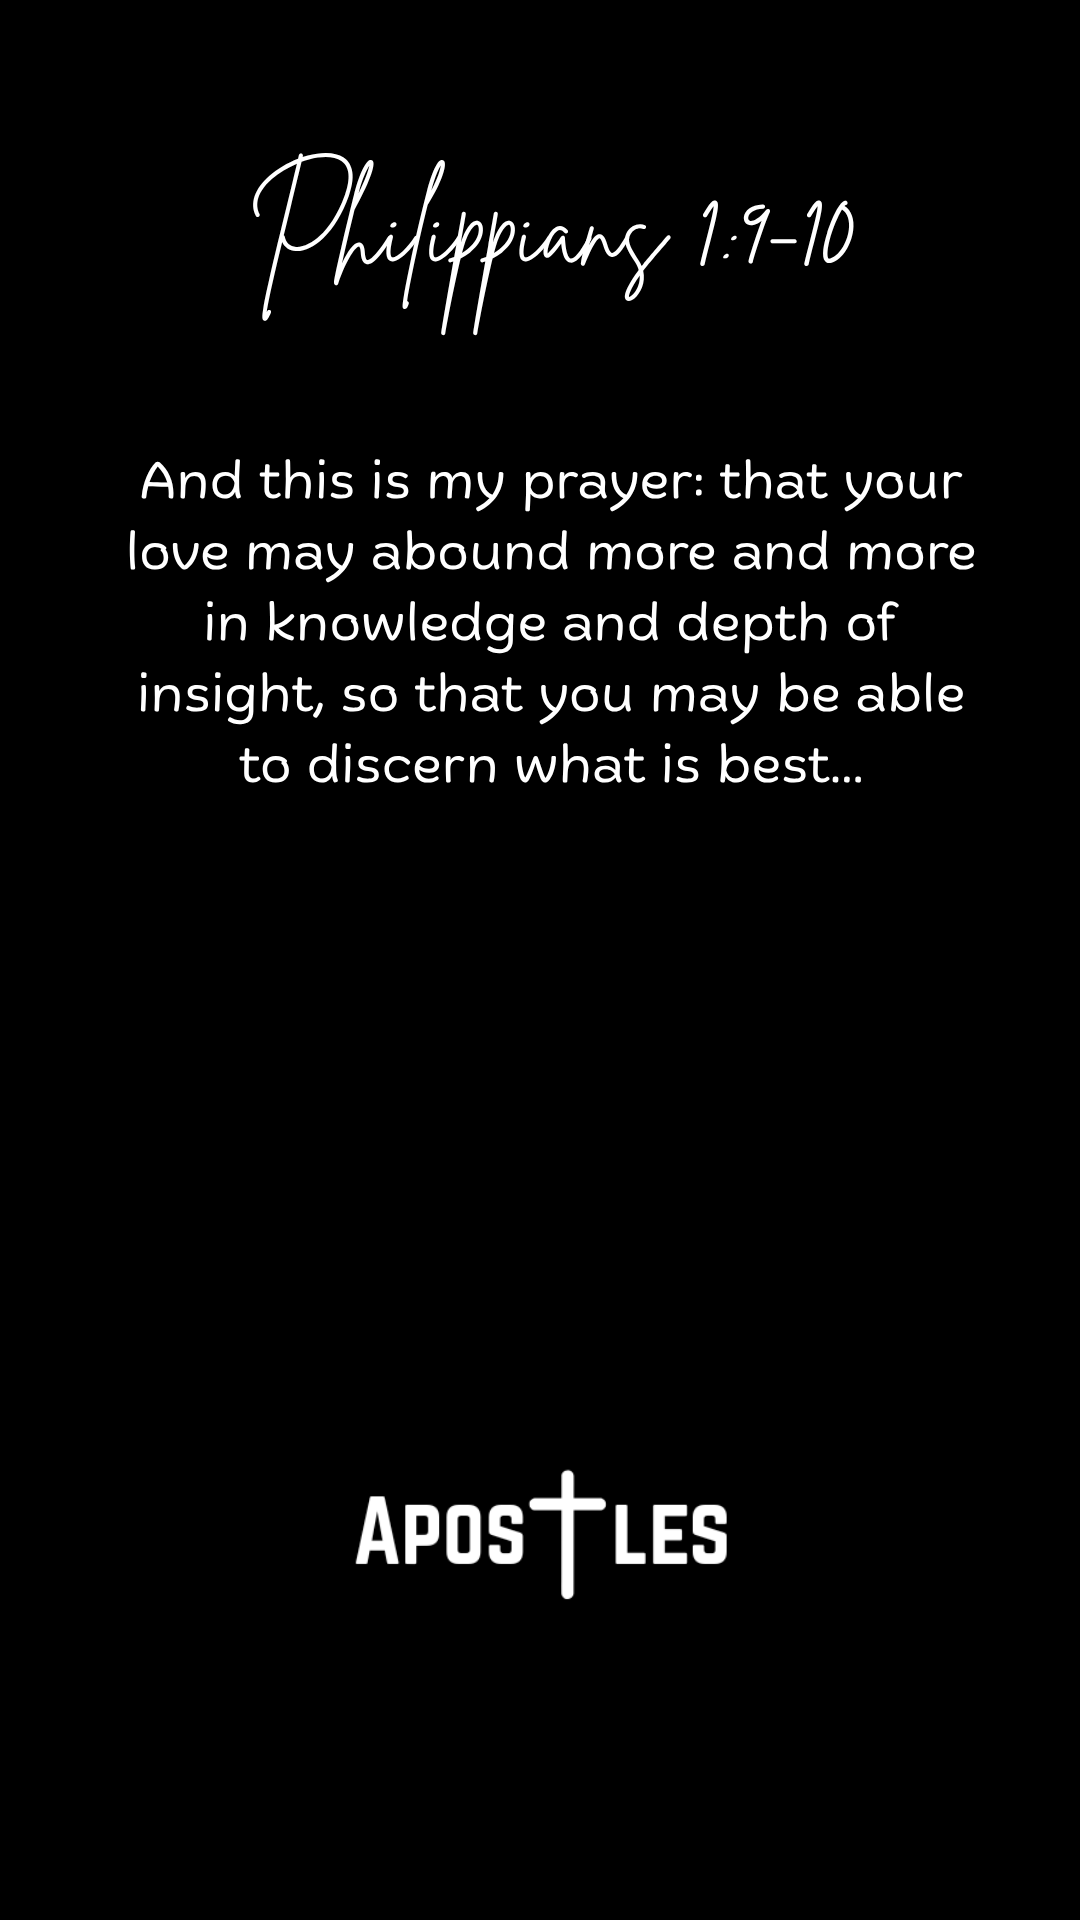 Philippians 1:9-10
And this is my prayer: that your
love may abound more and more
in knowledge and depth of
insight, so that you may be able
to discern what is best...
APOSTLES